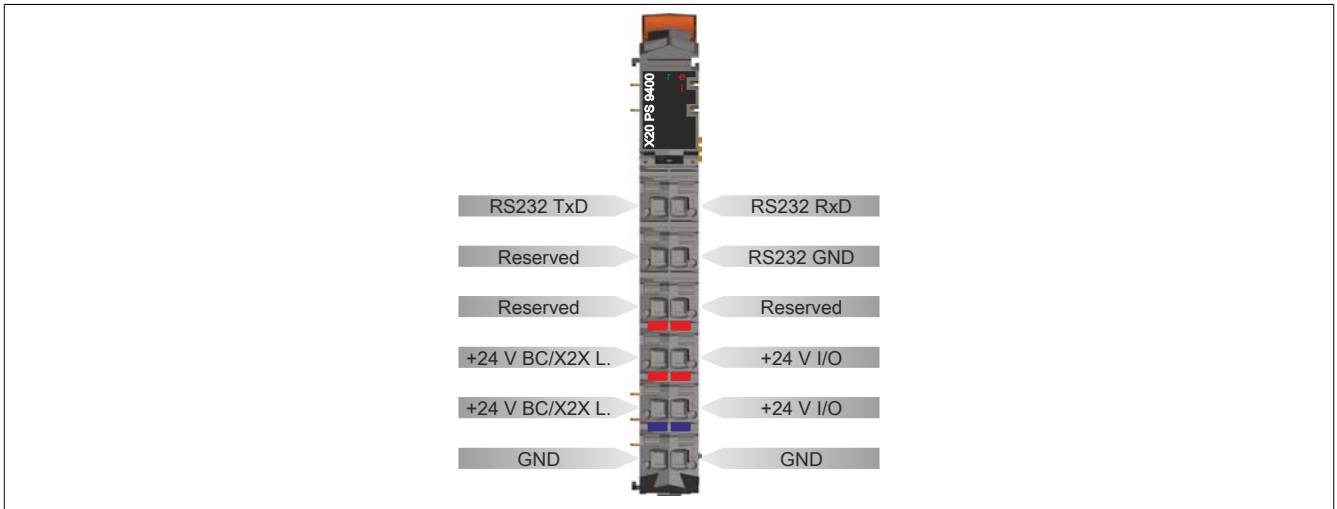 X20 PS 9400
r e
l
RS232 TxD RS232 RxD
Reserved RS232 GND
Reserved Reserved
+24 V BC/X2X L. +24 V I/O
+24 V BC/X2X L. +24 V I/O
GND GND